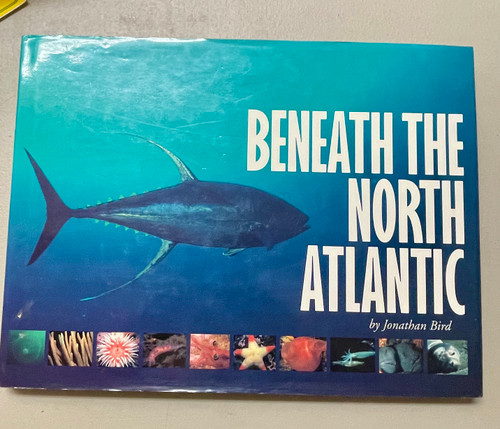 BENEATH THE
NORTH
ATLANTIC
by Jonathan Bird